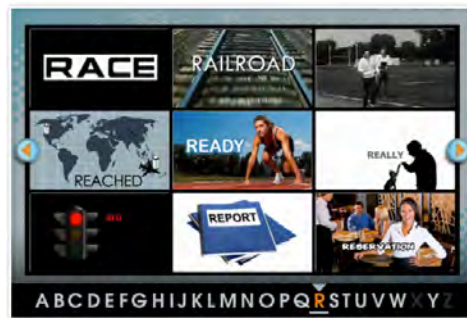 RACE
RAILROAD
REACHED
READY
REALLY
RED
REPORT
RESERVATION
ABCDEFGHIJKLMNOPQRSTUVWXYZ